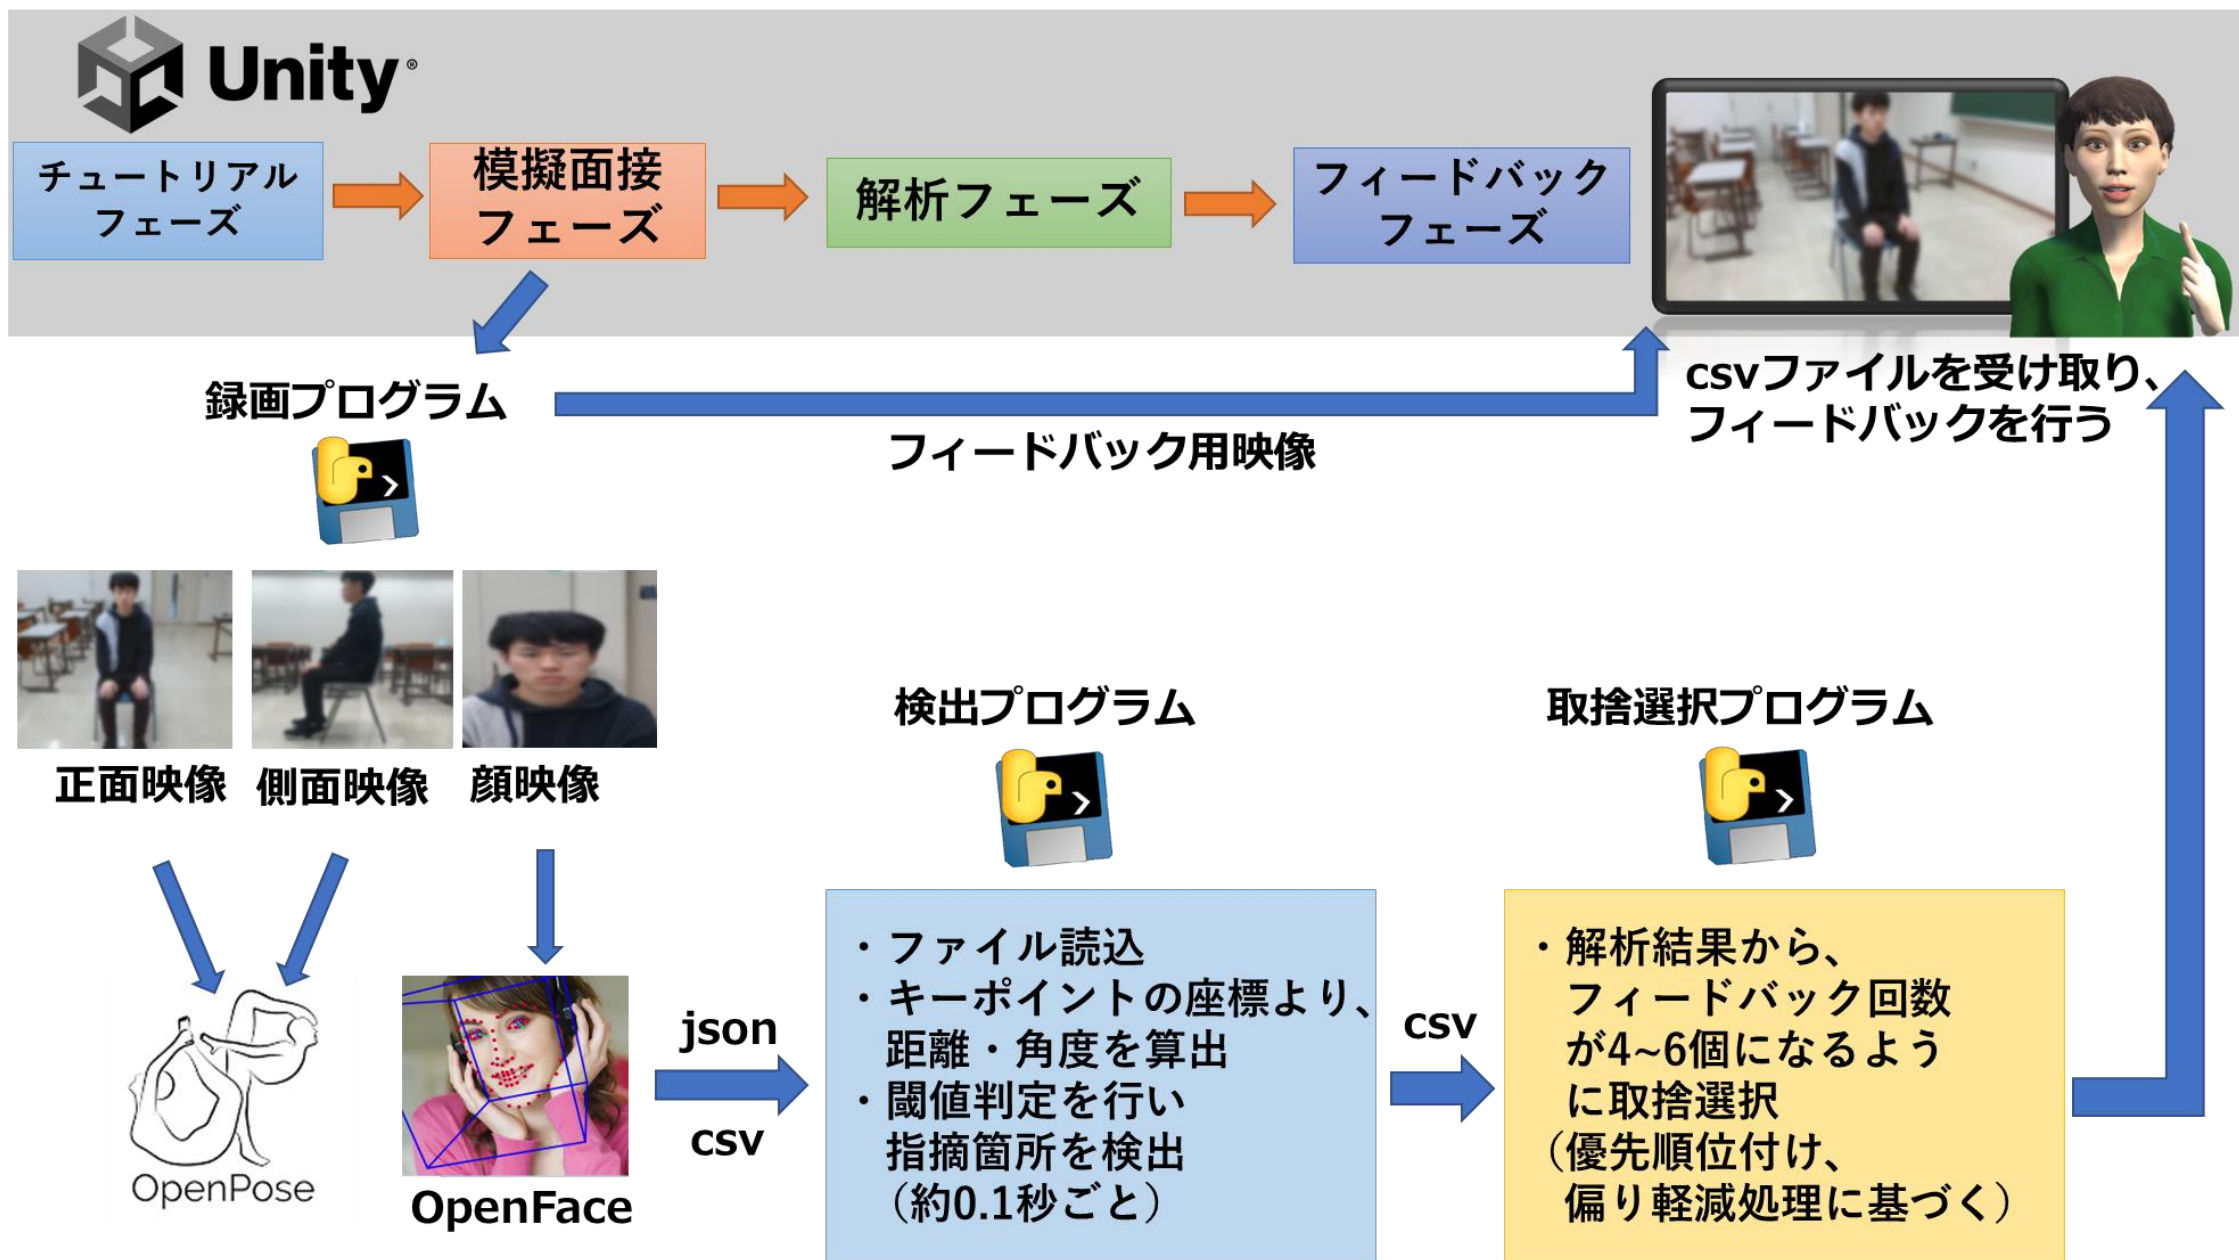 Unity®
チュートリアル
フェーズ
模擬面接
フェーズ
解析フェーズ
フィードバック
フェーズ
csvファイルを受け取り、
フィードバックを行う
録画プログラム
フィードバック用映像
正面映像
側面映像
顔映像
検出プログラム
取捨選択プログラム
OpenPose
OpenFace
json
csv
・ファイル読込
・キーポイントの座標より、
距離・角度を算出
・閾値判定を行い
指摘箇所を検出
（約0.1秒ごと）
csv
・解析結果から、
フィードバック回数
が4~6個になるよう
に取捨選択
（優先順位付け、
偏り軽減処理に基づく）